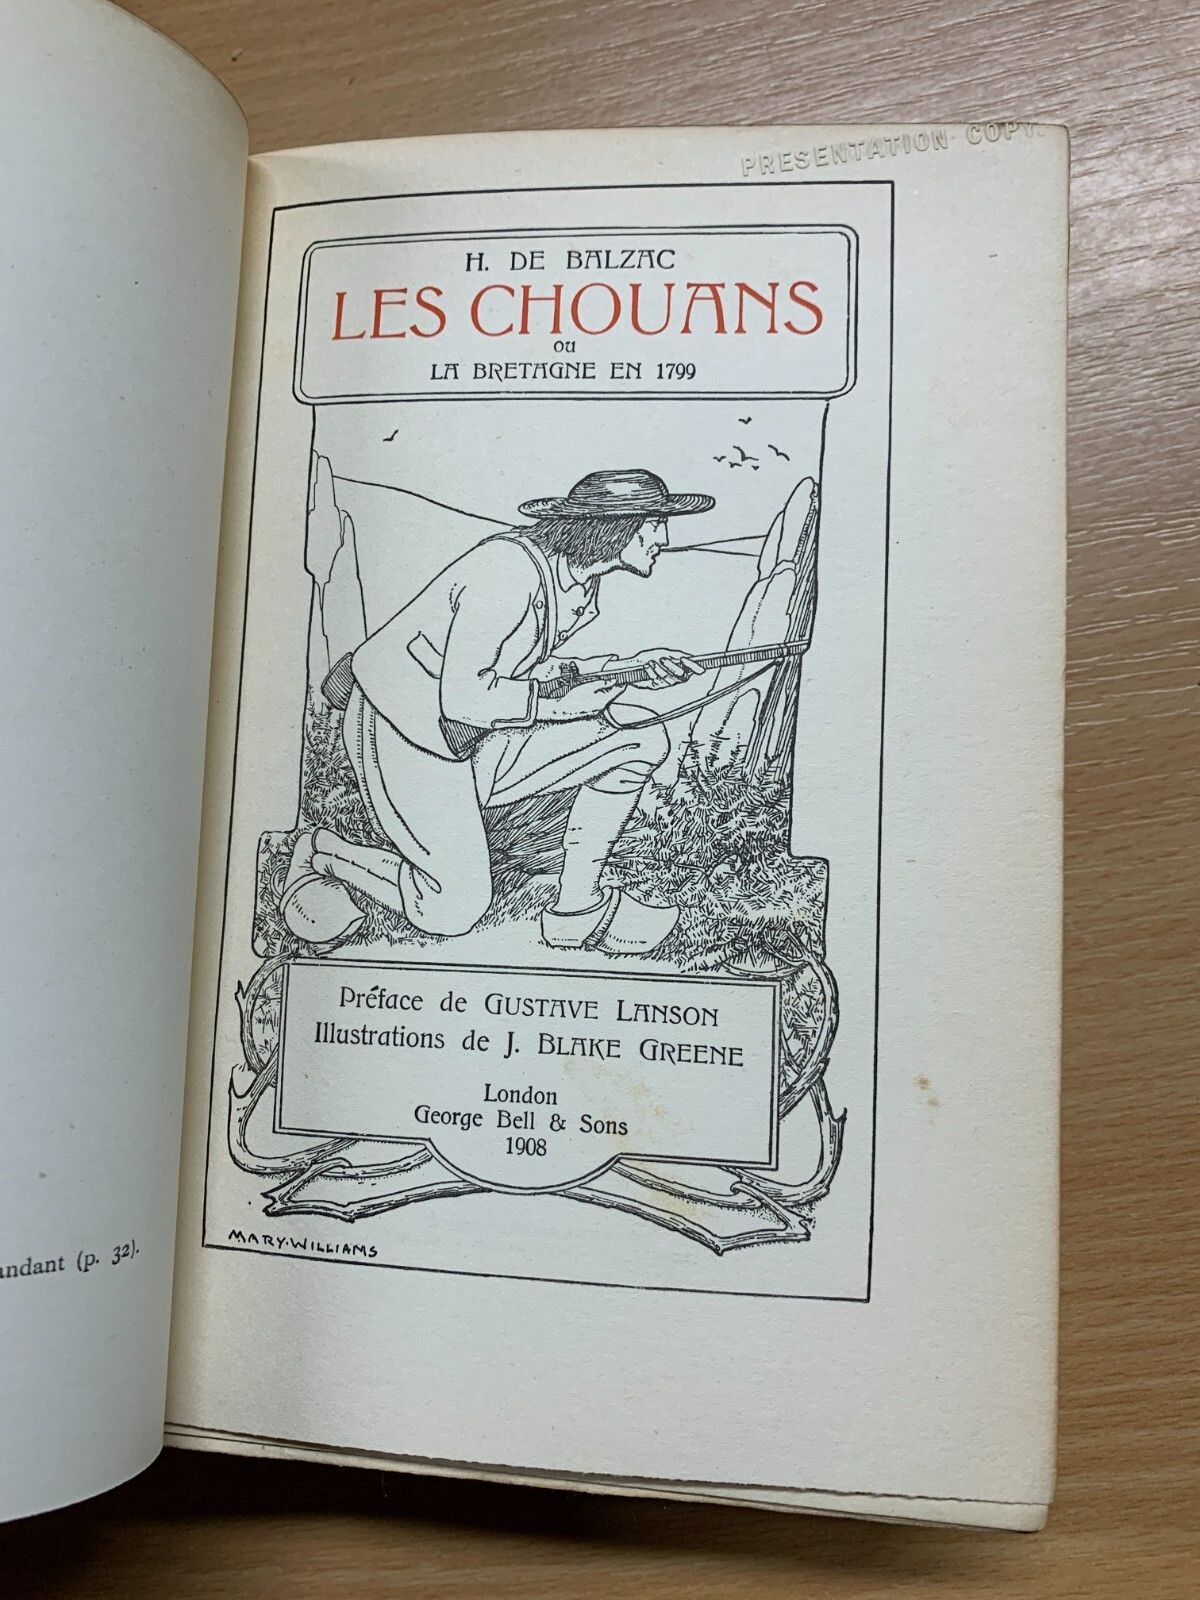 PRESENTATION COPY.
H. DE BALZAC
LES CHOUANS
OU
LA BRETAGNE EN 1799
Préface de GUSTAVE LANSON
Illustrations de J. BLAKE GREENE
London
George Bell & Sons
1908
MARY·WILLIAMS
(p. 32).